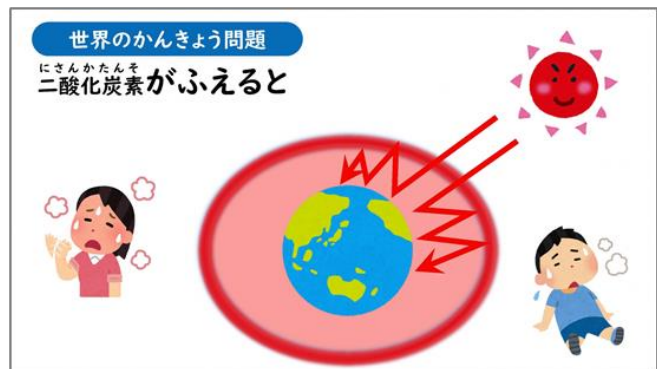 世界のかんきょう問題
にさんかたんそ
二酸化炭素がふえると